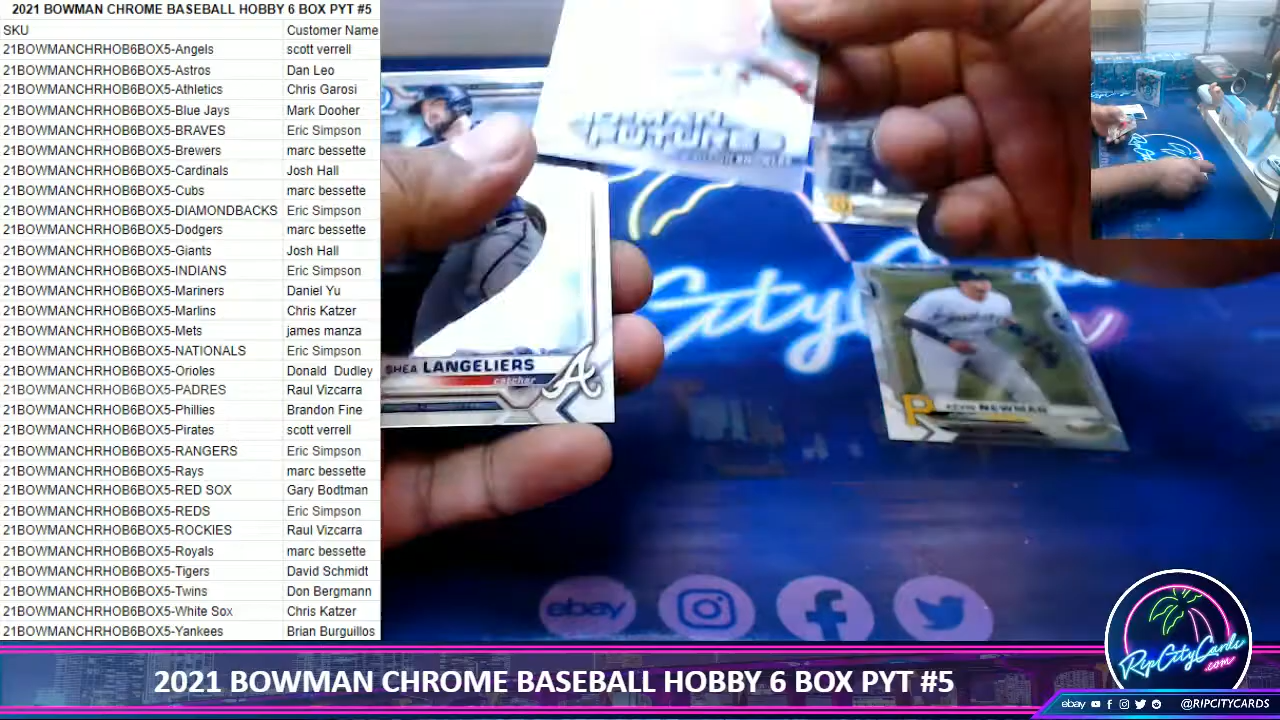 2021 BOWMAN CHROME BASEBALL HOBBY 6 BOX PYT #5
SKU Customer Name
21BOWMANCHRHOB6BOX5-Angels scott verrell
21BOWMANCHRHOB6BOX5-Astros Dan Leo
21BOWMANCHRHOB6BOX5-Athletics Chris Garosi
21BOWMANCHRHOB6BOX5-Blue Jays Mark Dooher
21BOWMANCHRHOB6BOX5-BRAVES Eric Simpson
21BOWMANCHRHOB6BOX5-Brewers marc bessette
21BOWMANCHRHOB6BOX5-Cardinals Josh Hall
21BOWMANCHRHOB6BOX5-Cubs marc bessette
21BOWMANCHRHOB6BOX5-DIAMONDBACKS Eric Simpson
21BOWMANCHRHOB6BOX5-Dodgers marc bessette
21BOWMANCHRHOB6BOX5-Giants Josh Hall
21BOWMANCHRHOB6BOX5-INDIANS Eric Simpson
21BOWMANCHRHOB6BOX5-Mariners Daniel Yu
21BOWMANCHRHOB6BOX5-Marlins Chris Katzer
21BOWMANCHRHOB6BOX5-Mets james manza
21BOWMANCHRHOB6BOX5-NATIONALS Eric Simpson
21BOWMANCHRHOB6BOX5-Orioles Donald Dudley
21BOWMANCHRHOB6BOX5-PADRES Raul Vizcarra
21BOWMANCHRHOB6BOX5-Phillies Brandon Fine
21BOWMANCHRHOB6BOX5-Pirates scott verrell
21BOWMANCHRHOB6BOX5-RANGERS Eric Simpson
21BOWMANCHRHOB6BOX5-Rays marc bessette
21BOWMANCHRHOB6BOX5-RED SOX Gary Bodtman
21BOWMANCHRHOB6BOX5-REDS Eric Simpson
21BOWMANCHRHOB6BOX5-ROCKIES Raul Vizcarra
21BOWMANCHRHOB6BOX5-Royals marc bessette
21BOWMANCHRHOB6BOX5-Tigers David Schmidt
21BOWMANCHRHOB6BOX5-Twins Don Bergmann
21BOWMANCHRHOB6BOX5-White Sox Chris Katzer
21BOWMANCHRHOB6BOX5-Yankees Brian Burguillos
BOWMAN
FUTURES
SHEA LANGELIERS
catcher
A
City
P
KEVIN NEWMAN
ebay
2021 BOWMAN CHROME BASEBALL HOBBY 6 BOX PYT #5
RipCityCards
.com
ebay @RIPCITYCARDS